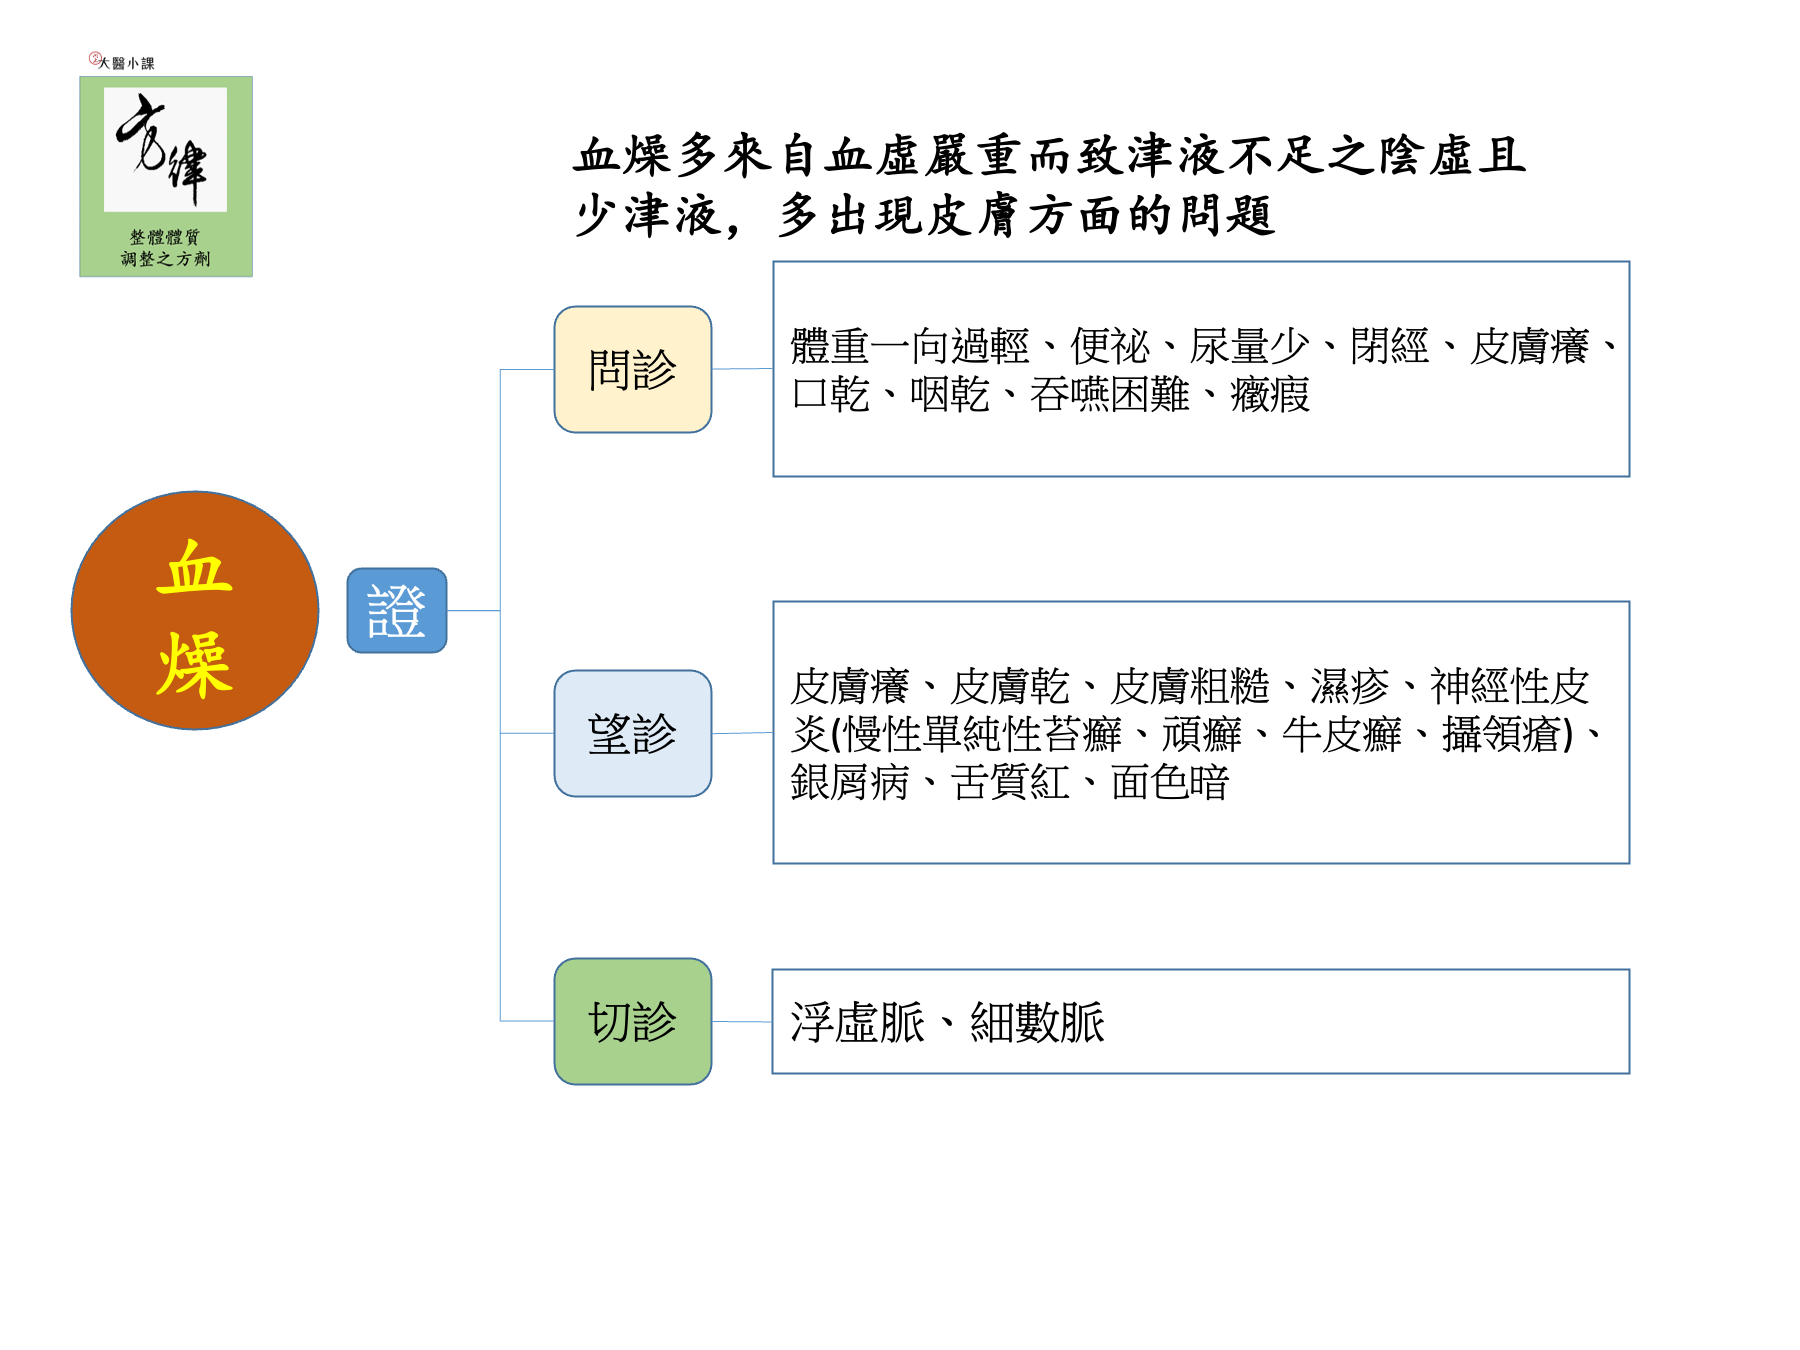 大醫小課
方律
整體體質
調整之方劑
血燥多來自血虛嚴重而致津液不足之陰虛且
少津液，多出現皮膚方面的問題
問診
體重一向過輕、便祕、尿量少、閉經、皮膚癢、
口乾、咽乾、吞嚥困難、癥瘕
血
燥
證
望診
皮膚癢、皮膚乾、皮膚粗糙、濕疹、神經性皮
炎(慢性單純性苔癬、頑癬、牛皮癬、攝領瘡)、
銀屑病、舌質紅、面色暗
切診
浮虛脈、細數脈